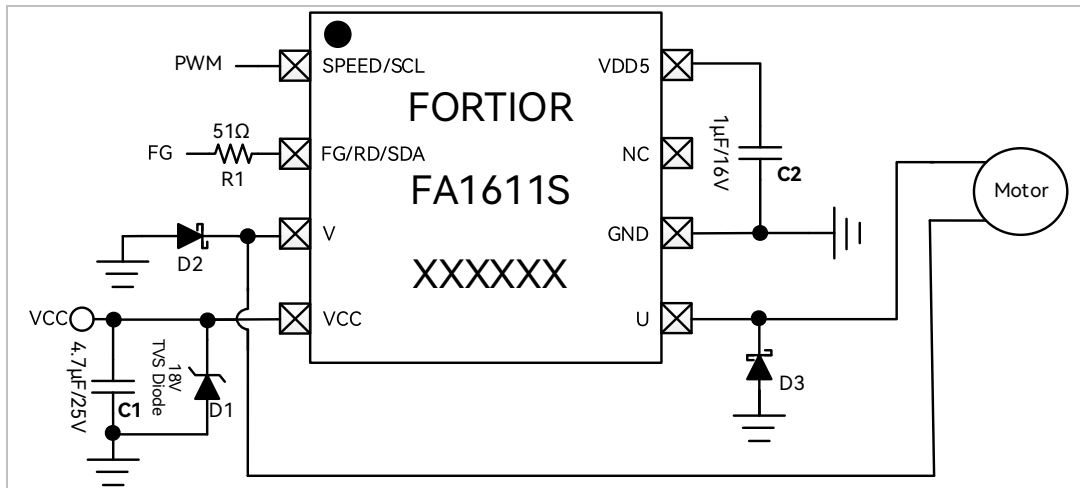 PWM
SPEED/SCL
VDD5
FORTIOR
51Ω
FG
R1
FG/RD/SDA
NC
1μF/16V
C2
FA1611S
Motor
V
D2
GND
XXXXXX
VCC
VCC
U
4.7μF/25V
C1
18V
TVS Diode
D1
D3